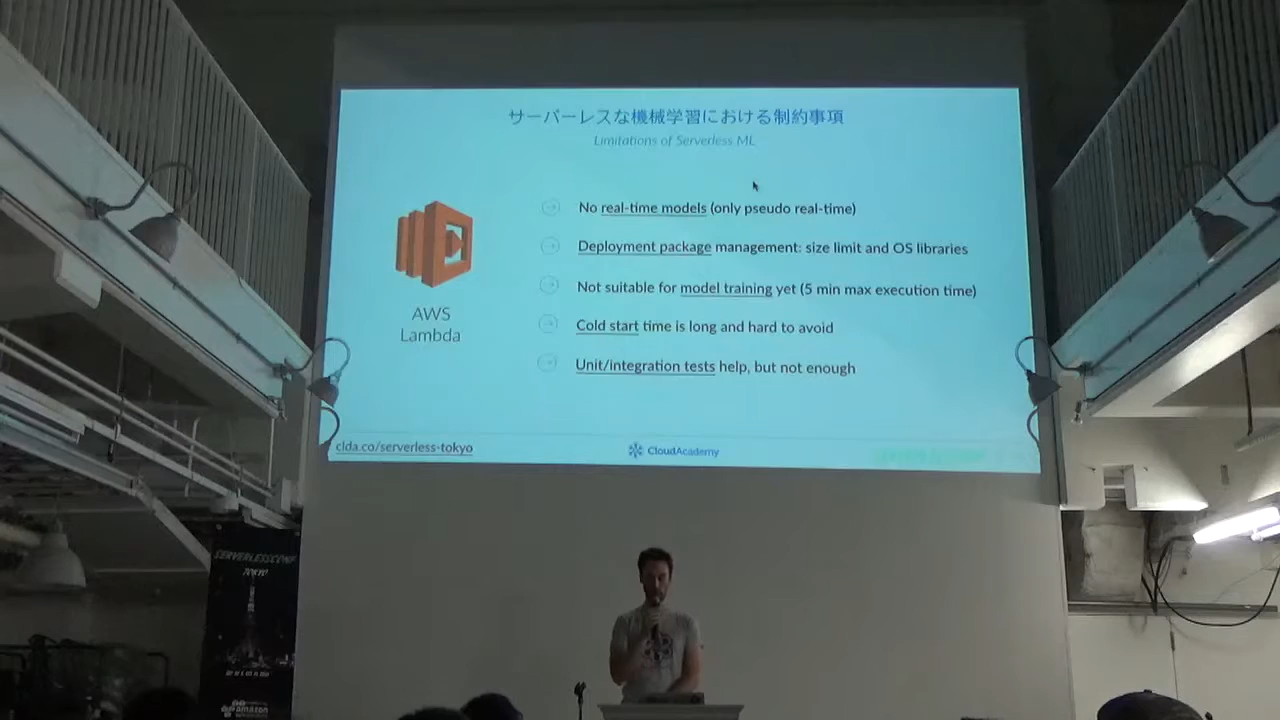 サーバーレスな機械学習における制約事項
Limitations of Serverless ML
No real-time models (only pseudo real-time)
Deployment package management: size limit and OS libraries
Not suitable for model training yet (5 min max execution time)
Cold start time is long and hard to avoid
Unit/integration tests help, but not enough
AWS
Lambda
clda.co/serverless-tokyo
CloudAcademy
SERVERLESSCONF
TOKYO
amazon